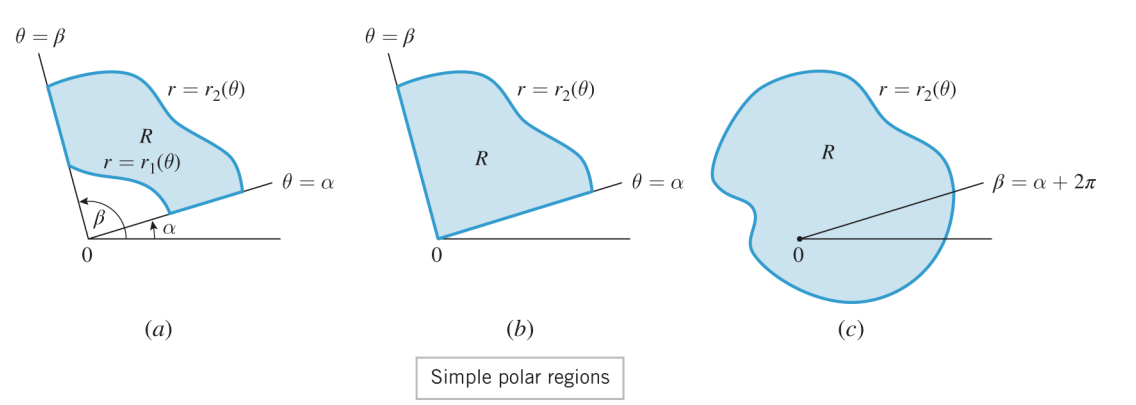 θ = β
r = r₂(θ)
R
r = r₁(θ)
θ = α
β
α
0
(a)
θ = β
r = r₂(θ)
R
θ = α
0
(b)
r = r₂(θ)
R
β = α + 2π
0
(c)
Simple polar regions